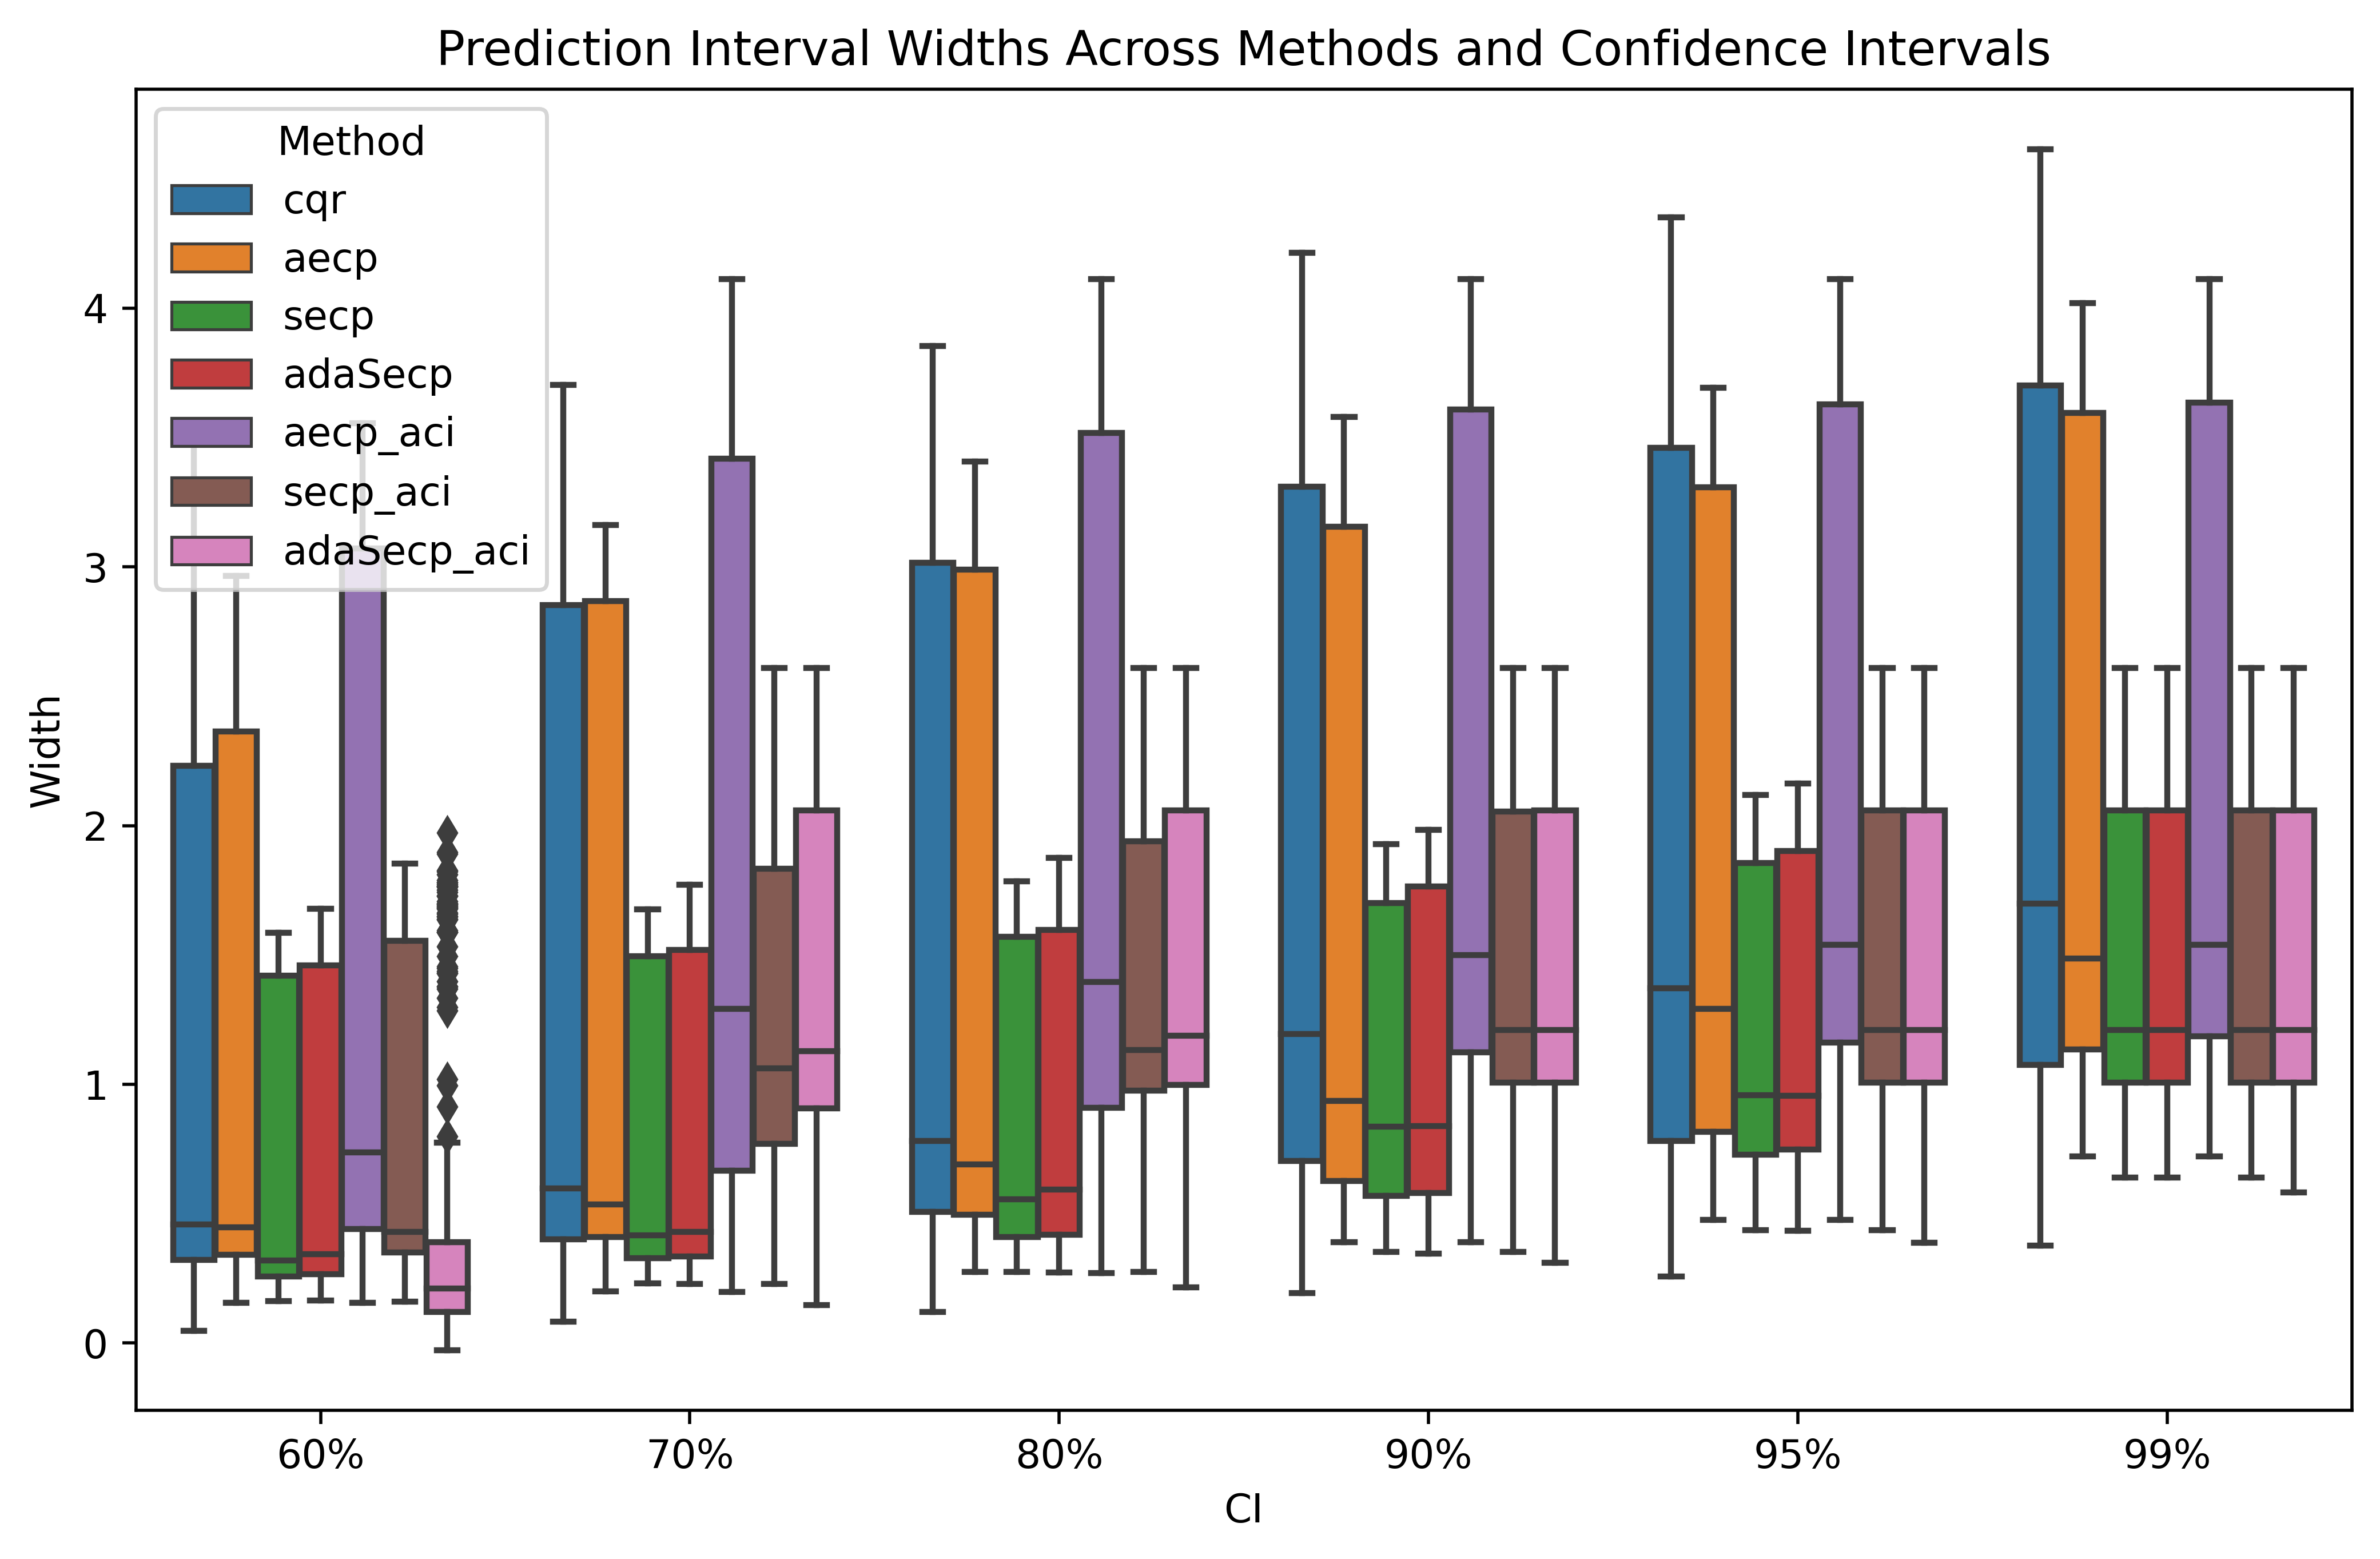 Prediction Interval Widths Across Methods and Confidence Intervals
Method
cqr
aecp
secp
adaSecp
aecp_aci
secp_aci
adaSecp_aci
Width
4
3
2
1
0
60% 70% 80% 90% 95% 99%
CI